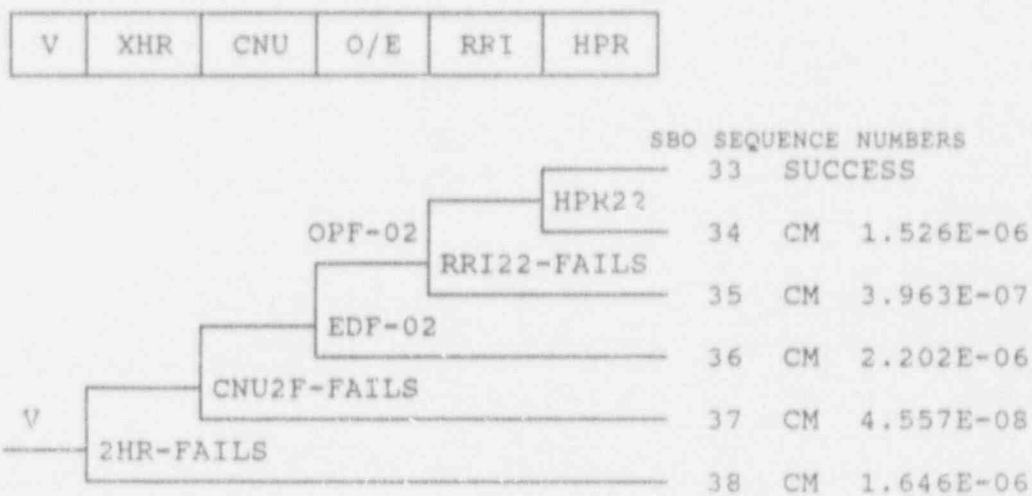 V XHR CNU O/E RRI HPR
SBO SEQUENCE NUMBERS
33 SUCCESS
HPR22
OPF-02 34 CM 1.526E-06
RRI22-FAILS
35 CM 3.963E-07
EDF-02
36 CM 2.202E-06
CNU2F-FAILS
V 37 CM 4.557E-08
2HR-FAILS
38 CM 1.646E-06